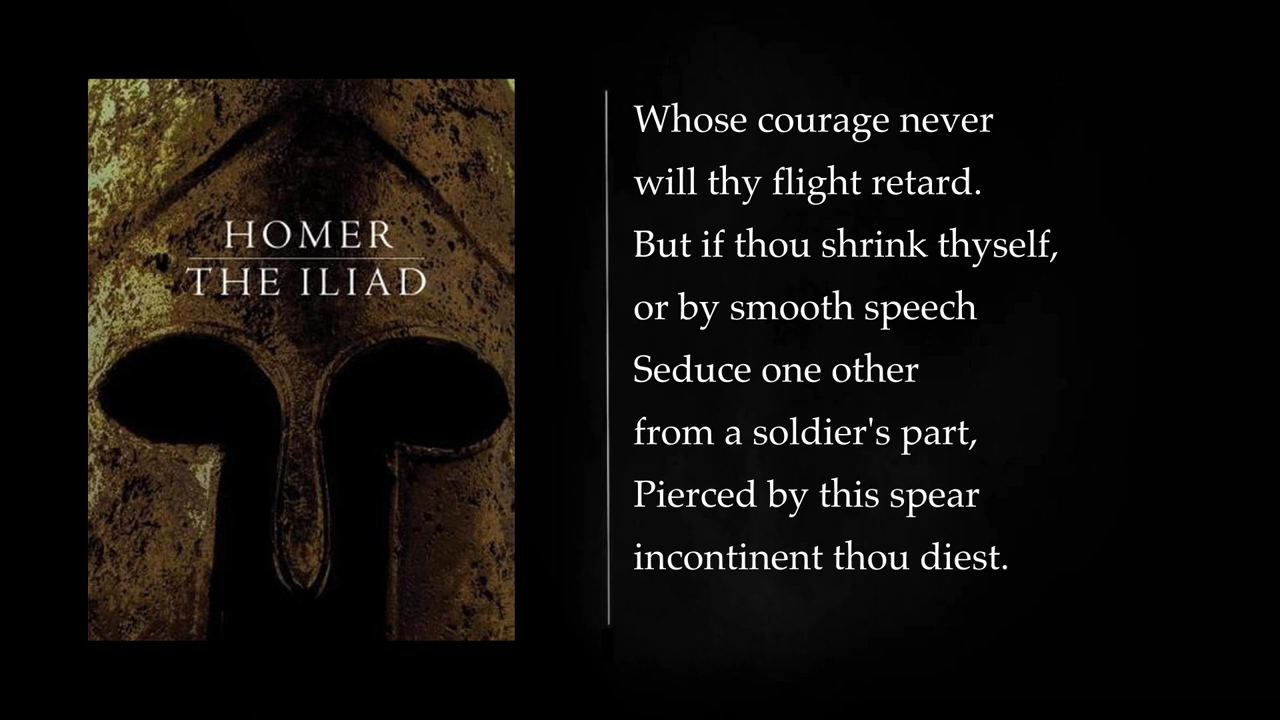 HOMER
THE ILIAD
Whose courage never
will thy flight retard.
But if thou shrink thyself,
or by smooth speech
Seduce one other
from a soldier's part,
Pierced by this spear
incontinent thou diest.